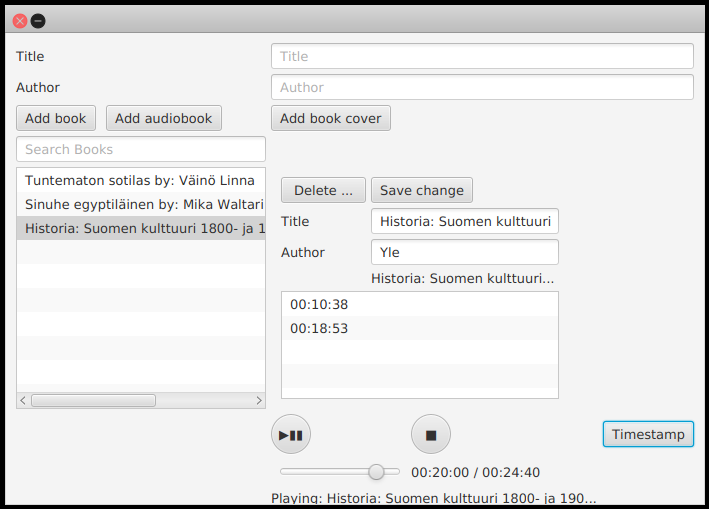 Title
Title
Author
Author
Add book
Add audiobook
Add book cover
Search Books
Tuntematon sotilas by: Väinö Linna
Sinuhe egyptiläinen by: Mika Waltari
Historia: Suomen kulttuuri 1800- ja 1
Delete ...
Save change
Title
Historia: Suomen kulttuuri
Author
Yle
Historia: Suomen kulttuuri...
00:10:38
00:18:53
Timestamp
00:20:00 / 00:24:40
Playing: Historia: Suomen kulttuuri 1800- ja 190...